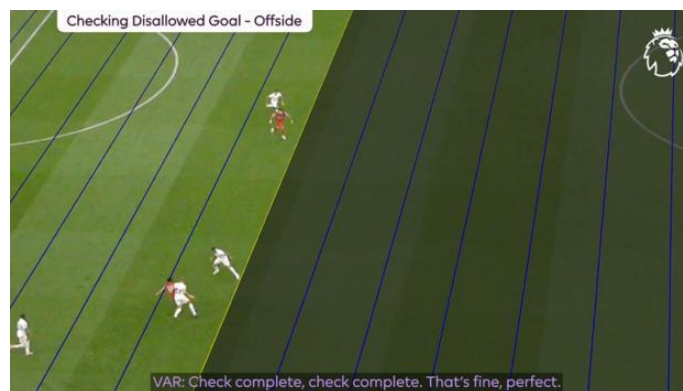 Checking Disallowed Goal - Offside
VAR: Check complete, check complete. That's fine, perfect.